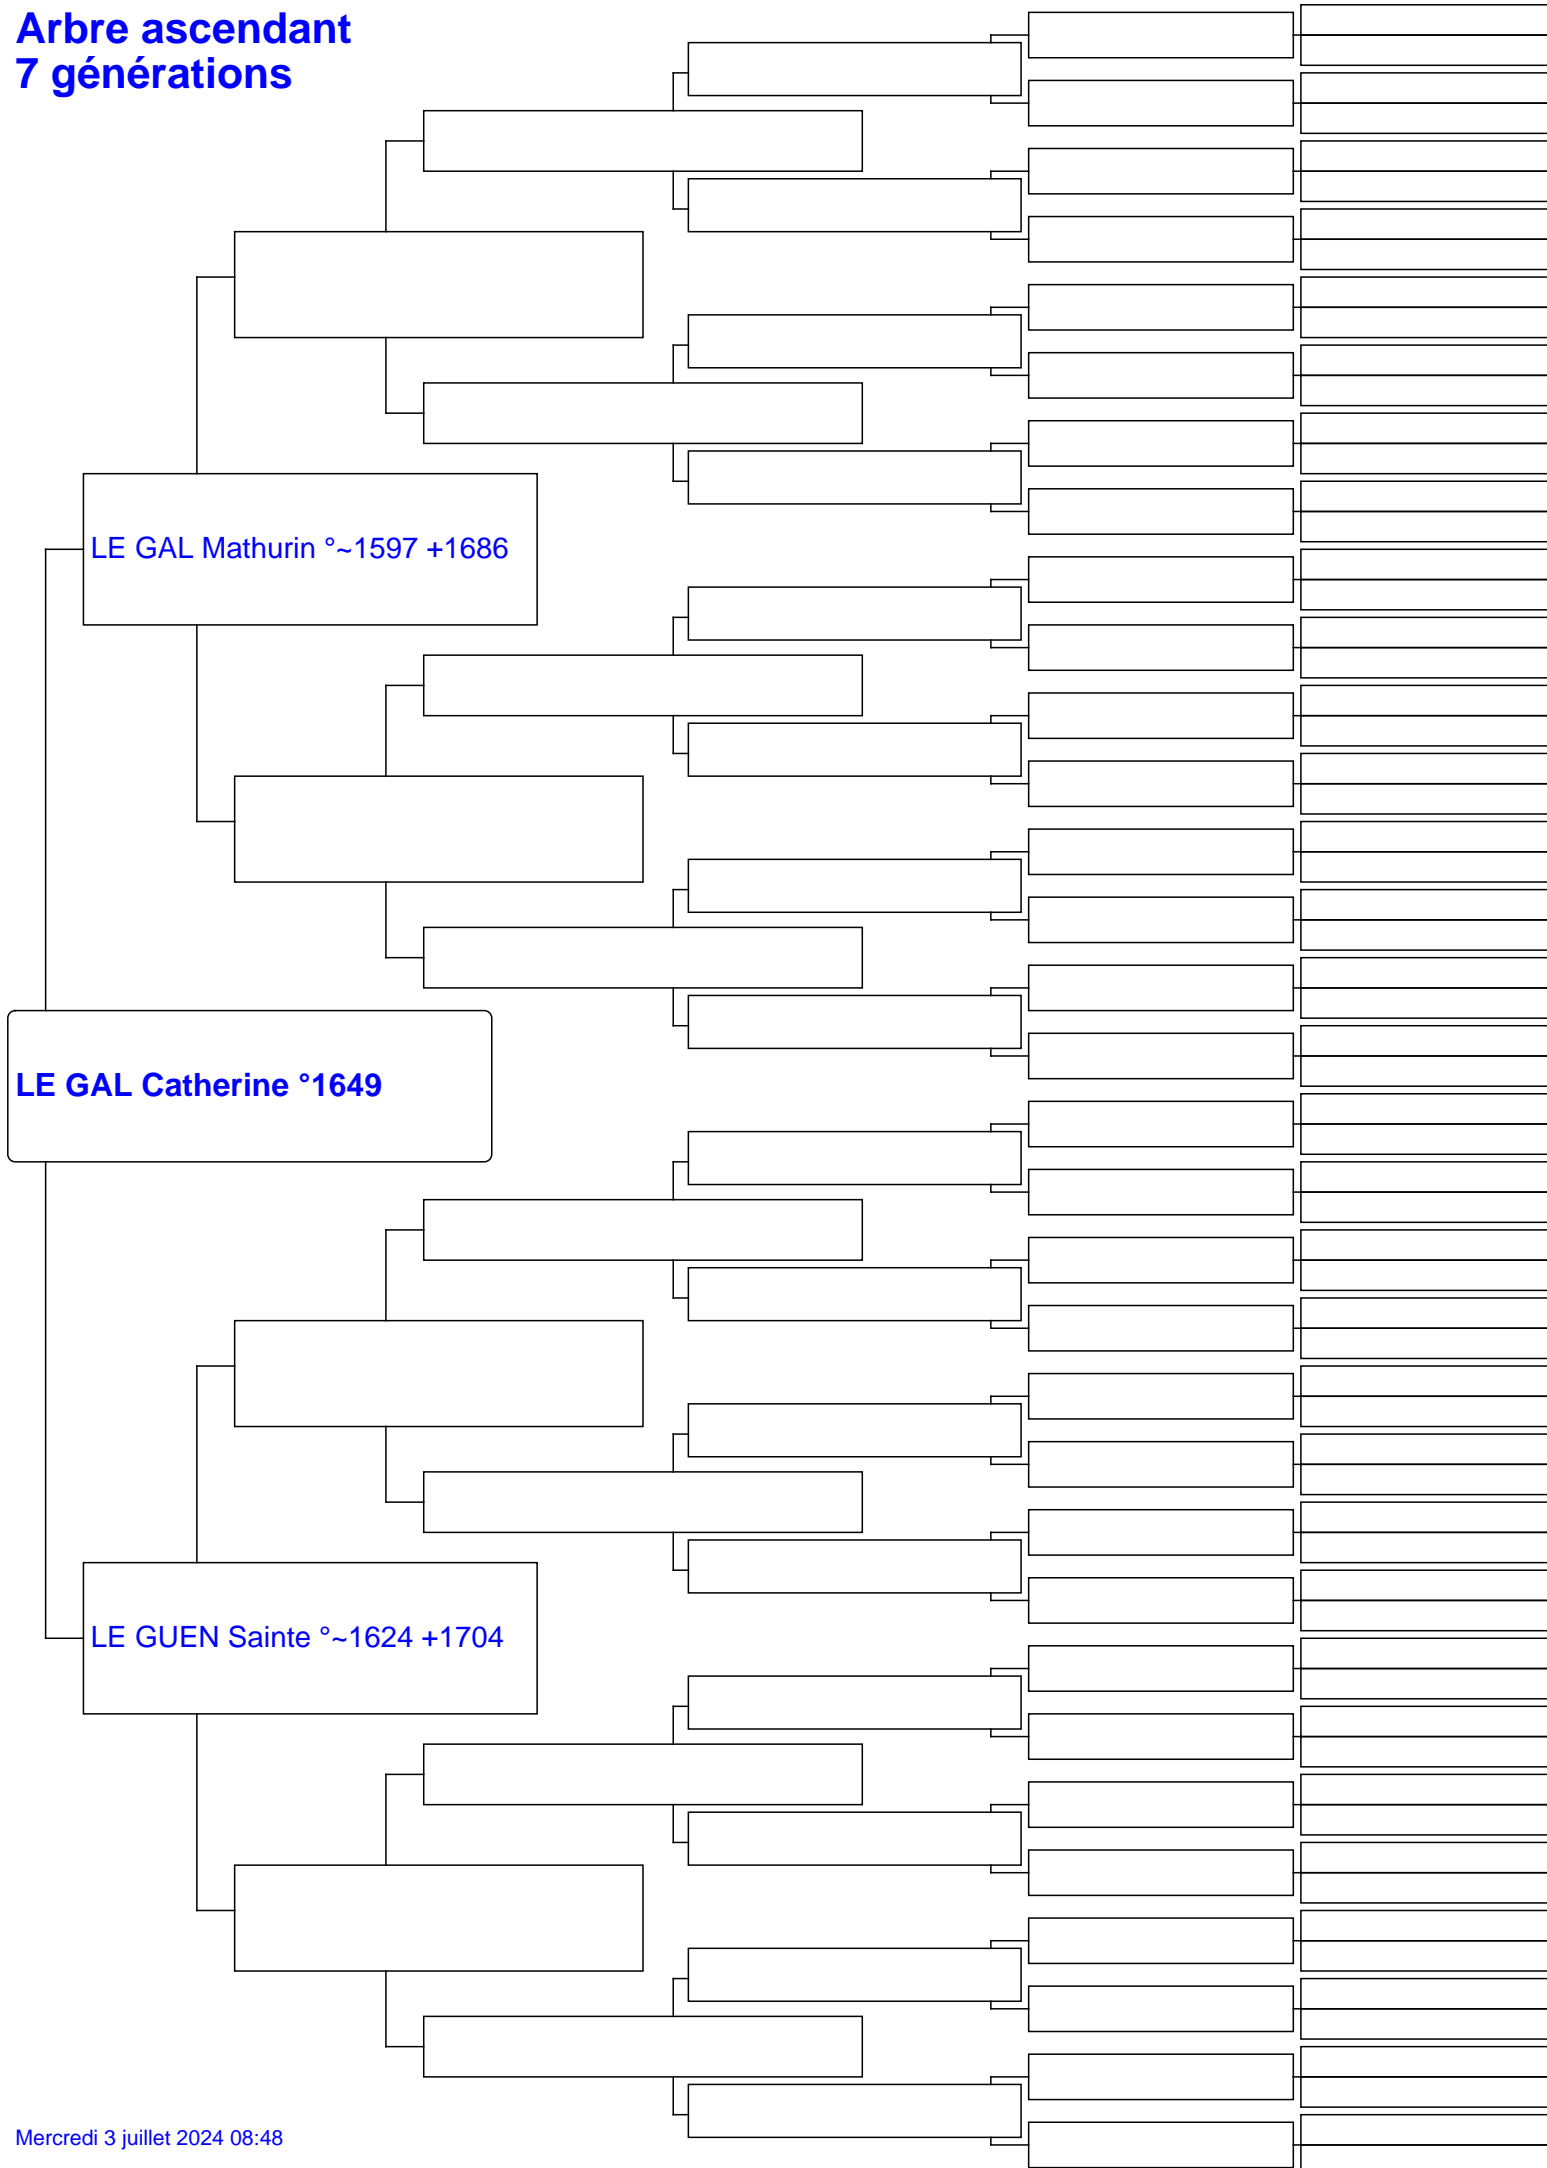 Arbre ascendant
7 générations
LE GAL Mathurin °~1597 +1686
LE GAL Catherine °1649
LE GUEN Sainte °~1624 +1704
Mercredi 3 juillet 2024 08:48